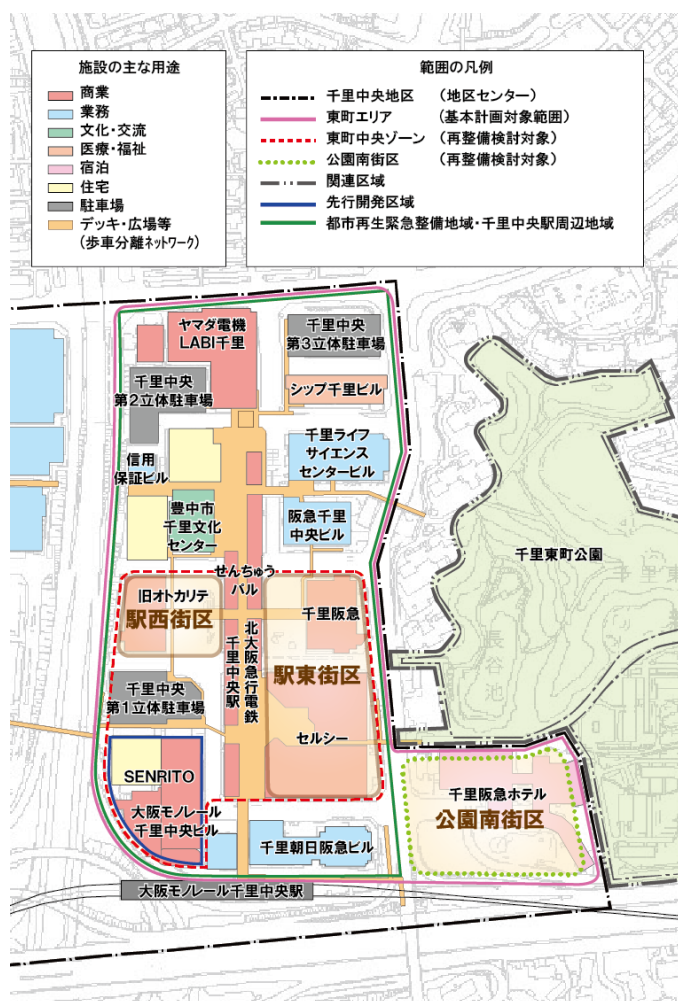 施設の主な用途
商業
業務
文化・交流
医療・福祉
宿泊
住宅
駐車場
デッキ・広場等
(歩車分離ネットワーク)
範囲の凡例
千里中央地区 (地区センター)
東町エリア (基本計画対象範囲)
東町中央ゾーン (再整備検討対象)
公園南街区 (再整備検討対象)
関連区域
先行開発区域
都市再生緊急整備地域・千里中央駅周辺地域
ヤマダ電機
LABI千里
千里中央
第3立体駐車場
千里中央
第2立体駐車場
シップ千里ビル
信用
保証ビル
千里ライフ
サイエンス
センタービル
豊中市
千里文化
センター
阪急千里
中央ビル
千里東町公園
長谷池
せんちゅう
パル
旧オトカリテ
駅西街区
千里阪急
北大阪急行電鉄
千里中央駅
駅東街区
千里中央
第1立体駐車場
セルシー
SENRITO
大阪モノレール
千里中央ビル
千里阪急ホテル
公園南街区
千里朝日阪急ビル
大阪モノレール千里中央駅